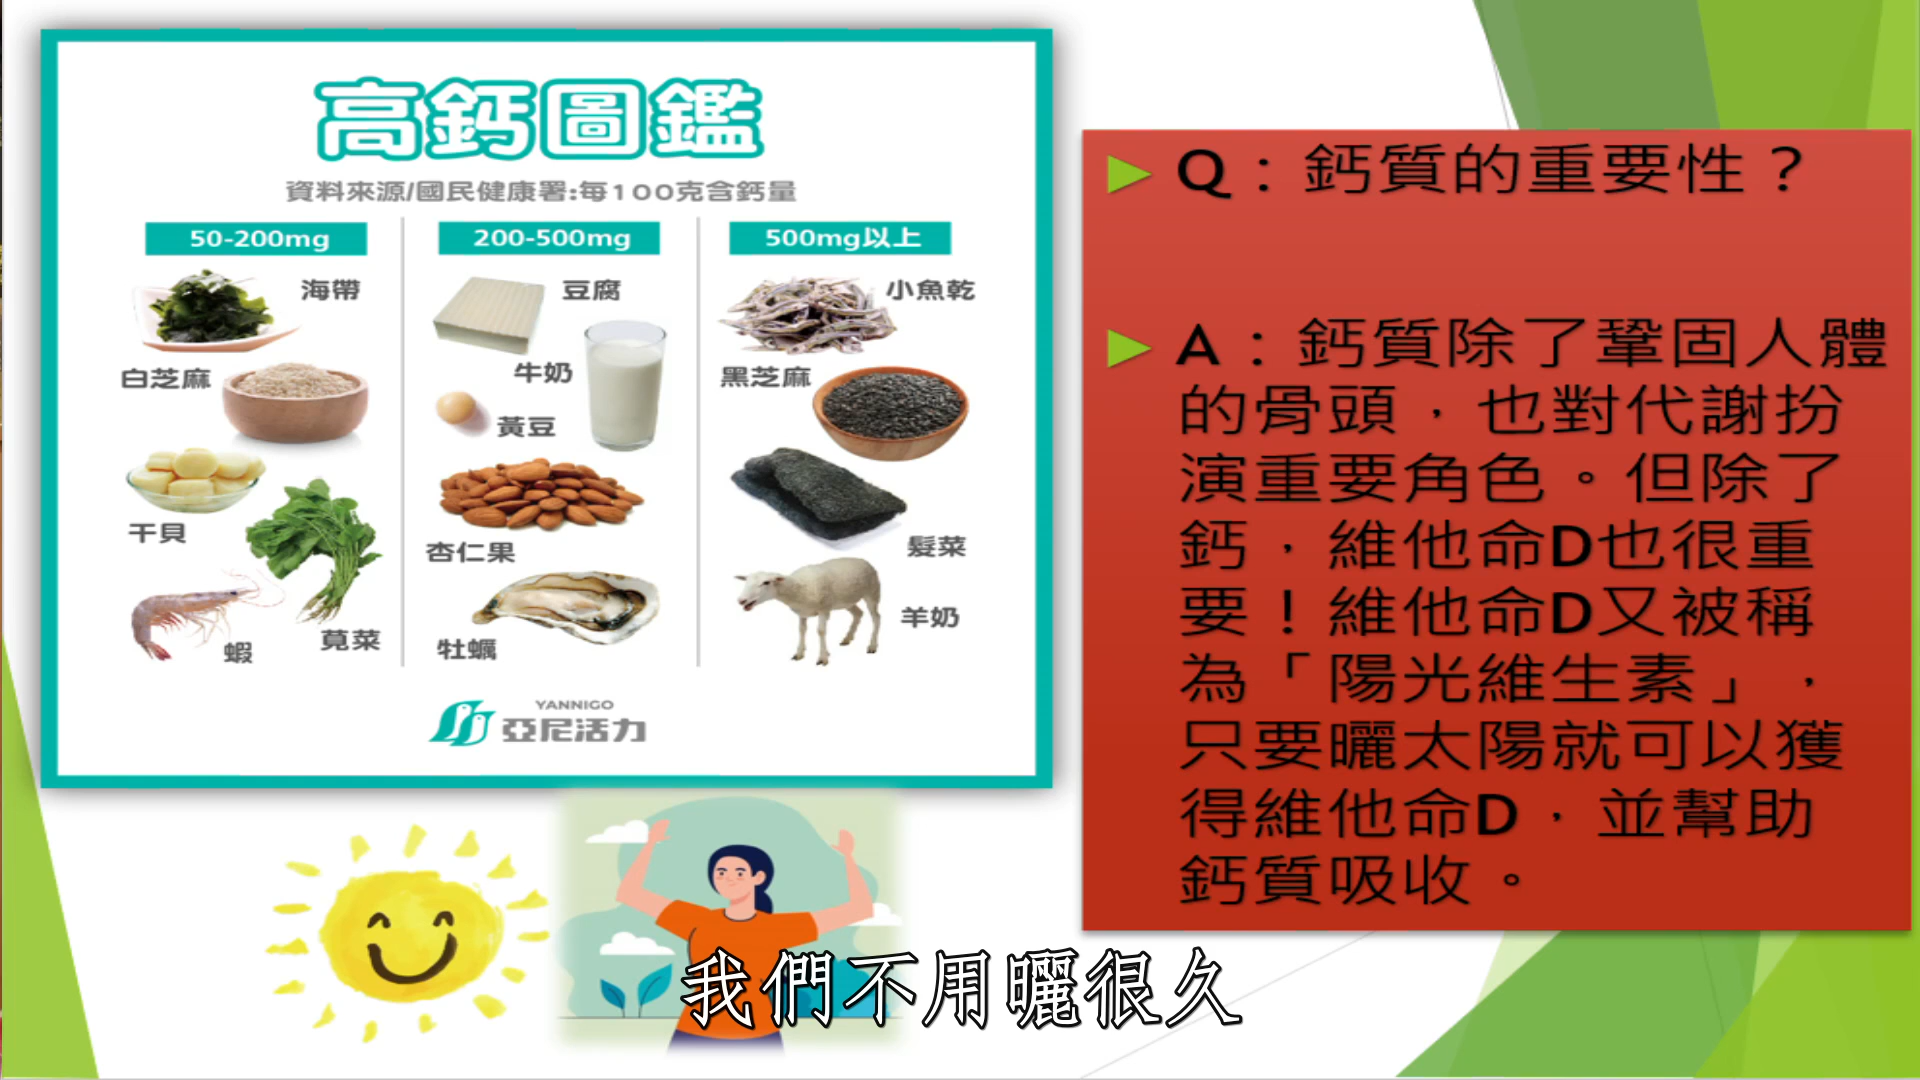 高鈣圖鑑
資料來源/國民健康署:每100克含鈣量
50-200mg
海帶
白芝麻
干貝
莧菜
蝦
200-500mg
豆腐
牛奶
黃豆
杏仁果
牡蠣
500mg以上
小魚乾
黑芝麻
髮菜
羊奶
YANNIGO
亞尼活力
Q：鈣質的重要性？
A：鈣質除了鞏固人體
的骨頭，也對代謝扮
演重要角色。但除了
鈣，維他命D也很重
要！維他命D又被稱
為「陽光維生素」，
只要曬太陽就可以獲
得維他命D，並幫助
鈣質吸收。
我們不用曬很久